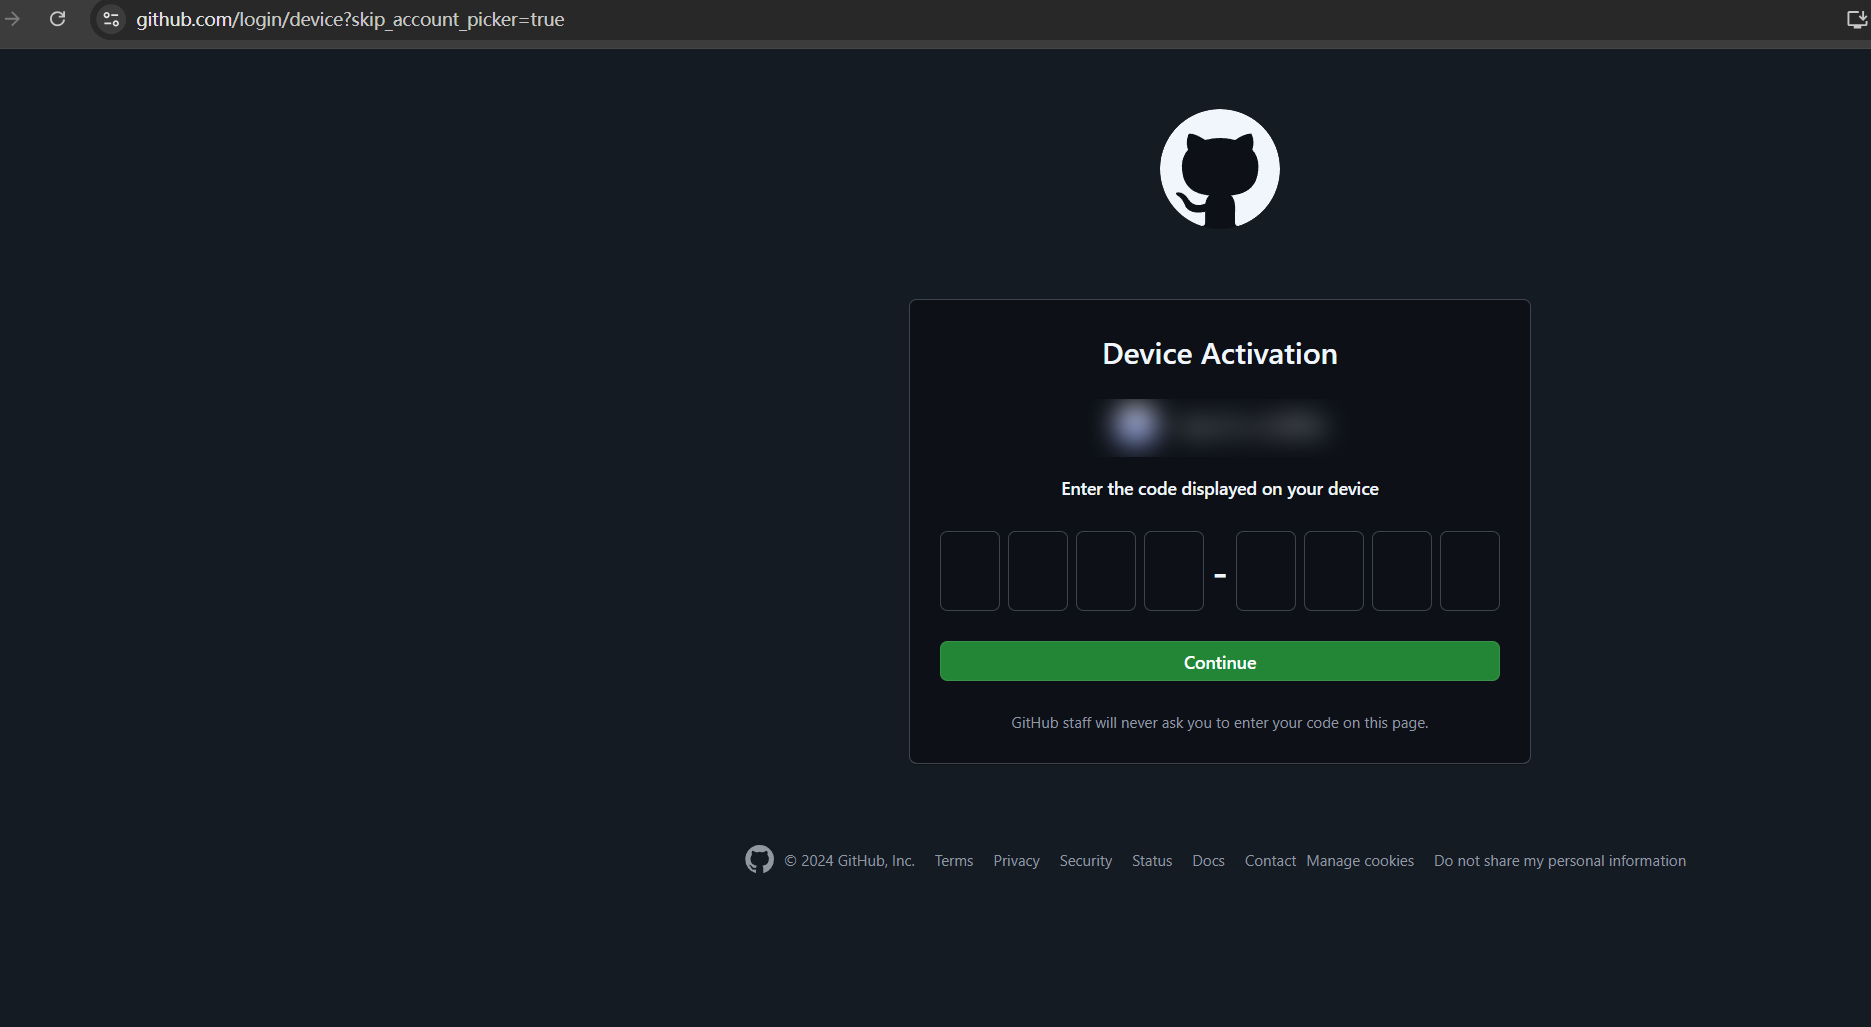 github.com/login/device?skip_account_picker=true
Device Activation
Enter the code displayed on your device
-
Continue
GitHub staff will never ask you to enter your code on this page.
© 2024 GitHub, Inc. Terms Privacy Security Status Docs Contact Manage cookies Do not share my personal information